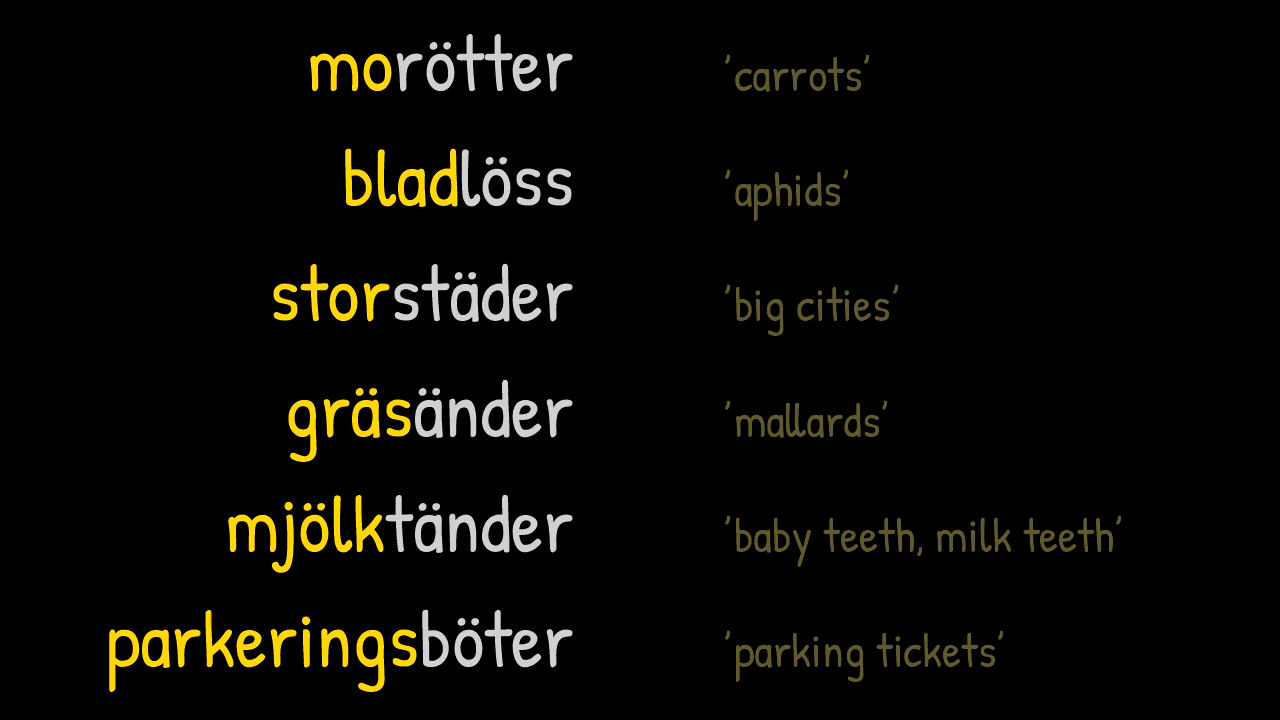 morötter 'carrots'
bladlöss 'aphids'
storstäder 'big cities'
gräsänder 'mallards'
mjölktänder 'baby teeth, milk teeth'
parkeringsböter 'parking tickets'